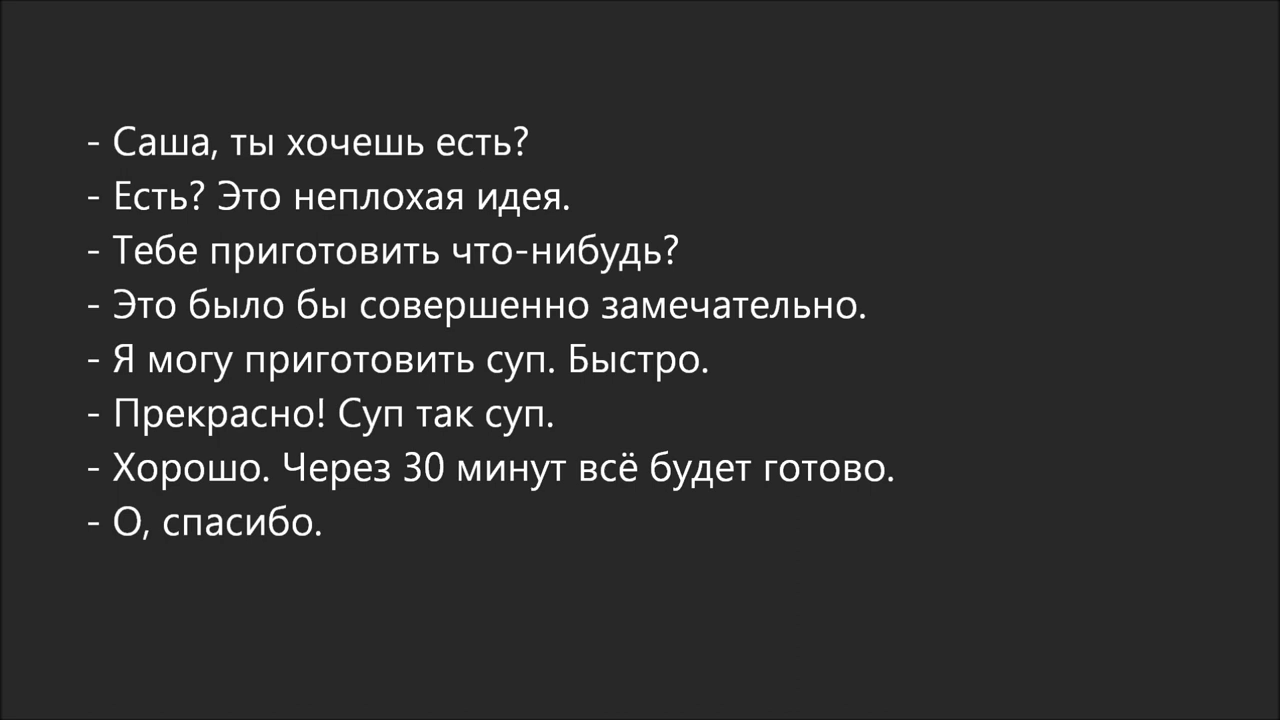 - Саша, ты хочешь есть?
- Есть? Это неплохая идея.
- Тебе приготовить что-нибудь?
- Это было бы совершенно замечательно.
- Я могу приготовить суп. Быстро.
- Прекрасно! Суп так суп.
- Хорошо. Через 30 минут всё будет готово.
- О, спасибо.